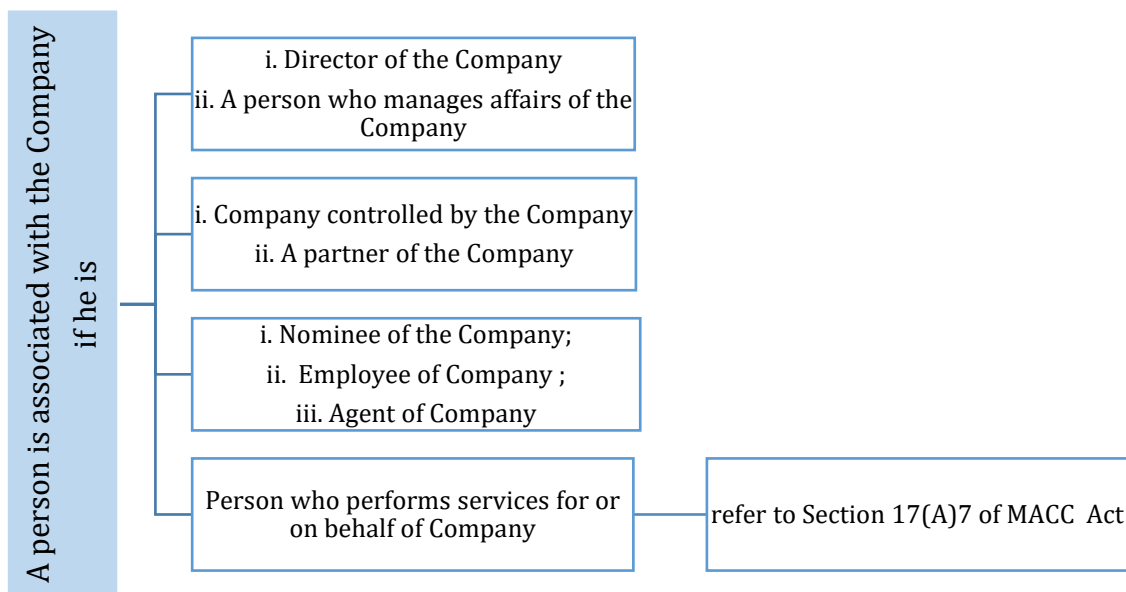 A person is associated with the Company
if he is
i. Director of the Company
ii. A person who manages affairs of the
Company
i. Company controlled by the Company
ii. A partner of the Company
i. Nominee of the Company;
ii. Employee of Company ;
iii. Agent of Company
Person who performs services for or
on behalf of Company
refer to Section 17(A)7 of MACC Act